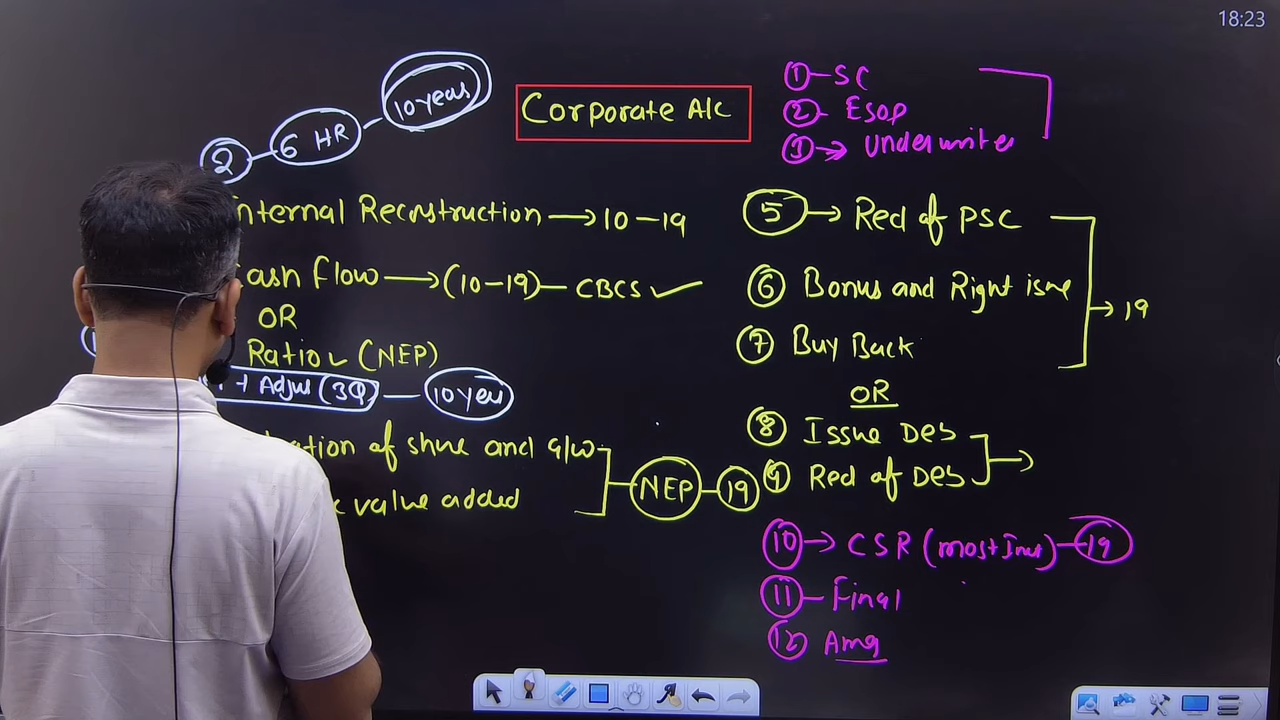 18:23
Corporate A/C
2 - 6 HR - 10 years
Internal Reconstruction → 10 - 19
Cash Flow → (10-19) - CBCS ✓
OR
Ratio (NEP)
+ Adjus (3Q) - 10 yea
of share and G/w
value added
NEP - 19
① - SC
② - ESOP
③ → Underwrite
⑤ → Red of PSC
⑥ Bonus and Right issue
→ 19
⑦ Buy Back
OR
⑧ Issue Deb
⑨ Red of Deb
⑩ → CSR (most Imp) - 19
⑪ - Final
⑫ Amg